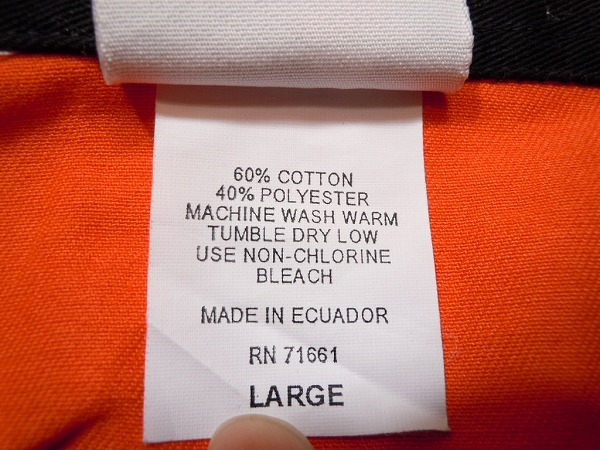 60% COTTON
40% POLYESTER
MACHINE WASH WARM
TUMBLE DRY LOW
USE NON-CHLORINE
BLEACH
MADE IN ECUADOR
RN 71661
LARGE